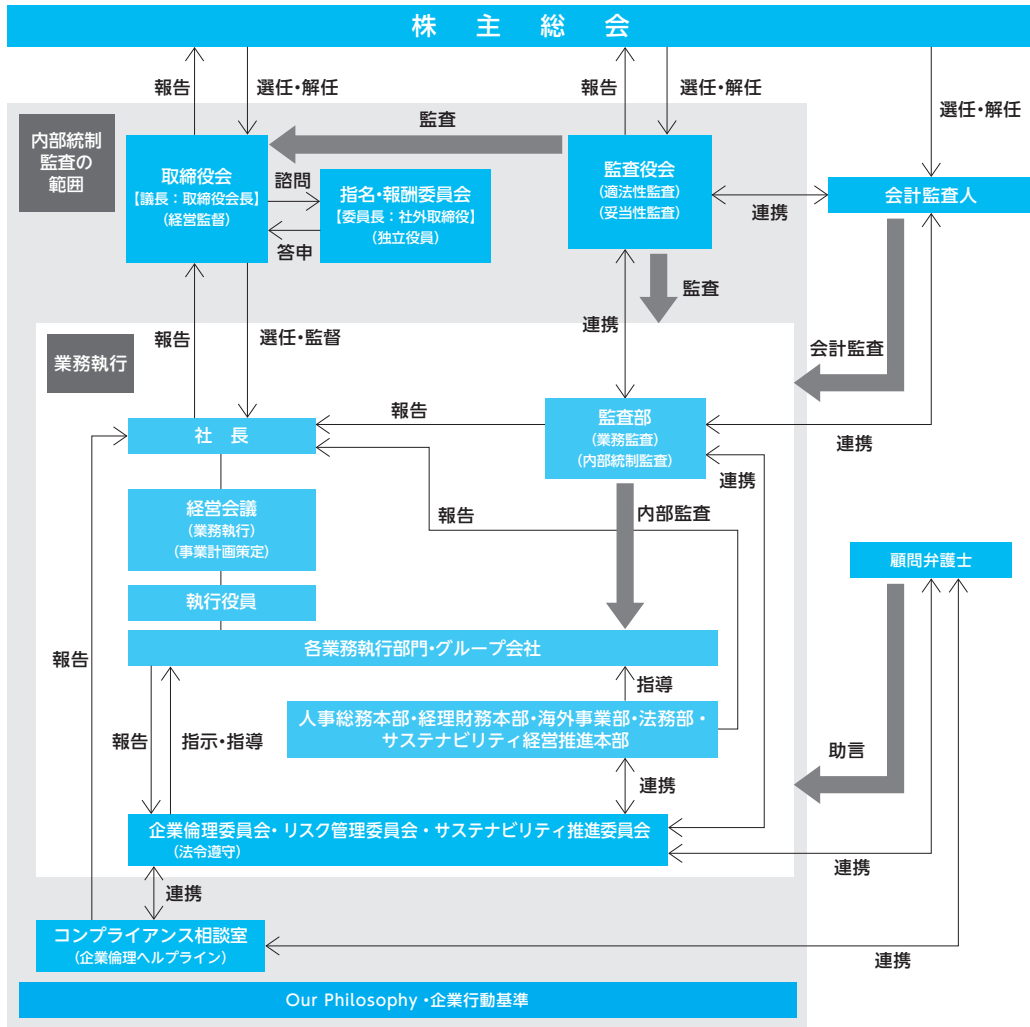 株主総会
報告
選任・解任
報告
選任・解任
選任・解任
内部統制
監査の
範囲
監査
取締役会
【議長：取締役会長】
(経営監督)
諮問
答申
指名・報酬委員会
【委員長：社外取締役】
(独立役員)
監査役会
(適法性監査)
(妥当性監査)
連携
会計監査人
監査
報告
選任・監督
連携
会計監査
業務執行
報告
社　長
監査部
(業務監査)
(内部統制監査)
連携
連携
経営会議
(業務執行)
(事業計画策定)
報告
内部監査
執行役員
顧問弁護士
各業務執行部門・グループ会社
報告
指導
人事総務本部・経理財務本部・海外事業部・法務部・
サステナビリティ経営推進本部
報告
指示・指導
助言
連携
企業倫理委員会・リスク管理委員会・サステナビリティ推進委員会
(法令遵守)
連携
連携
コンプライアンス相談室
(企業倫理ヘルプライン)
連携
Our Philosophy・企業行動基準